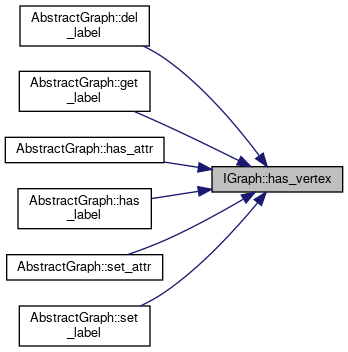 AbstractGraph::del
_label
AbstractGraph::get
_label
AbstractGraph::has_attr
IGraph::has_vertex
AbstractGraph::has
_label
AbstractGraph::set_attr
AbstractGraph::set
_label